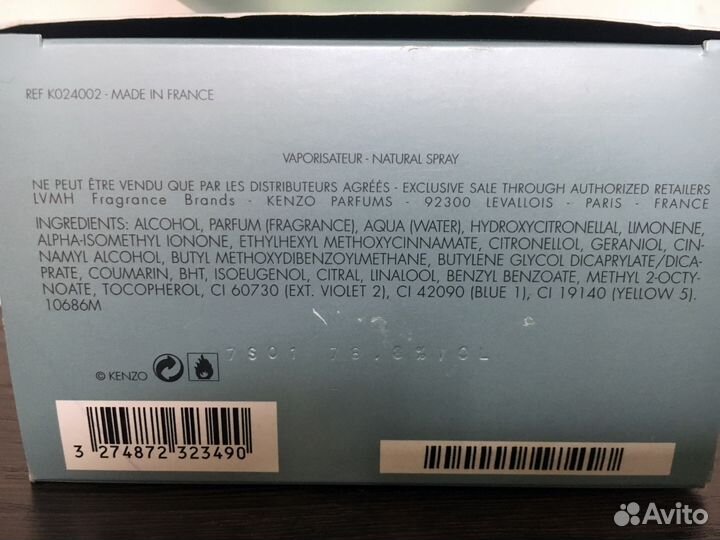 REF K024002 - MADE IN FRANCE
VAPORISATEUR - NATURAL SPRAY
NE PEUT ÊTRE VENDU QUE PAR LES DISTRIBUTEURS AGRÉÉS - EXCLUSIVE SALE THROUGH AUTHORIZED RETAILERS
LVMH Fragrance Brands - KENZO PARFUMS - 92300 LEVALLOIS - PARIS - FRANCE
INGREDIENTS: ALCOHOL, PARFUM (FRAGRANCE), AQUA (WATER), HYDROXYCITRONELLAL, LIMONENE,
ALPHA-ISOMETHYL IONONE, ETHYLHEXYL METHOXYCINNAMATE, CITRONELLOL, GERANIOL, CIN-
NAMYL ALCOHOL, BUTYL METHOXYDIBENZOYLMETHANE, BUTYLENE GLYCOL DICAPRYLATE/DICA-
PRATE, COUMARIN, BHT, ISOEUGENOL, CITRAL, LINALOOL, BENZYL BENZOATE, METHYL 2-OCTY-
NOATE, TOCOPHEROL, CI 60730 (EXT. VIOLET 2), CI 42090 (BLUE 1), CI 19140 (YELLOW 5).
10686M
7S01
© KENZO
3 274872 323490
Avito